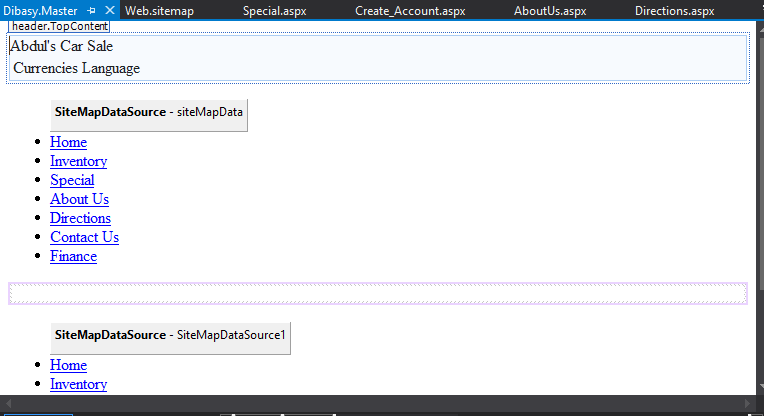 Dibasy.Master Web.sitemap Special.aspx Create_Account.aspx AboutUs.aspx Directions.aspx
header.TopContent
Abdul's Car Sale
Currencies Language
SiteMapDataSource - siteMapData
Home
Inventory
Special
About Us
Directions
Contact Us
Finance
SiteMapDataSource - SiteMapDataSource1
Home
Inventory